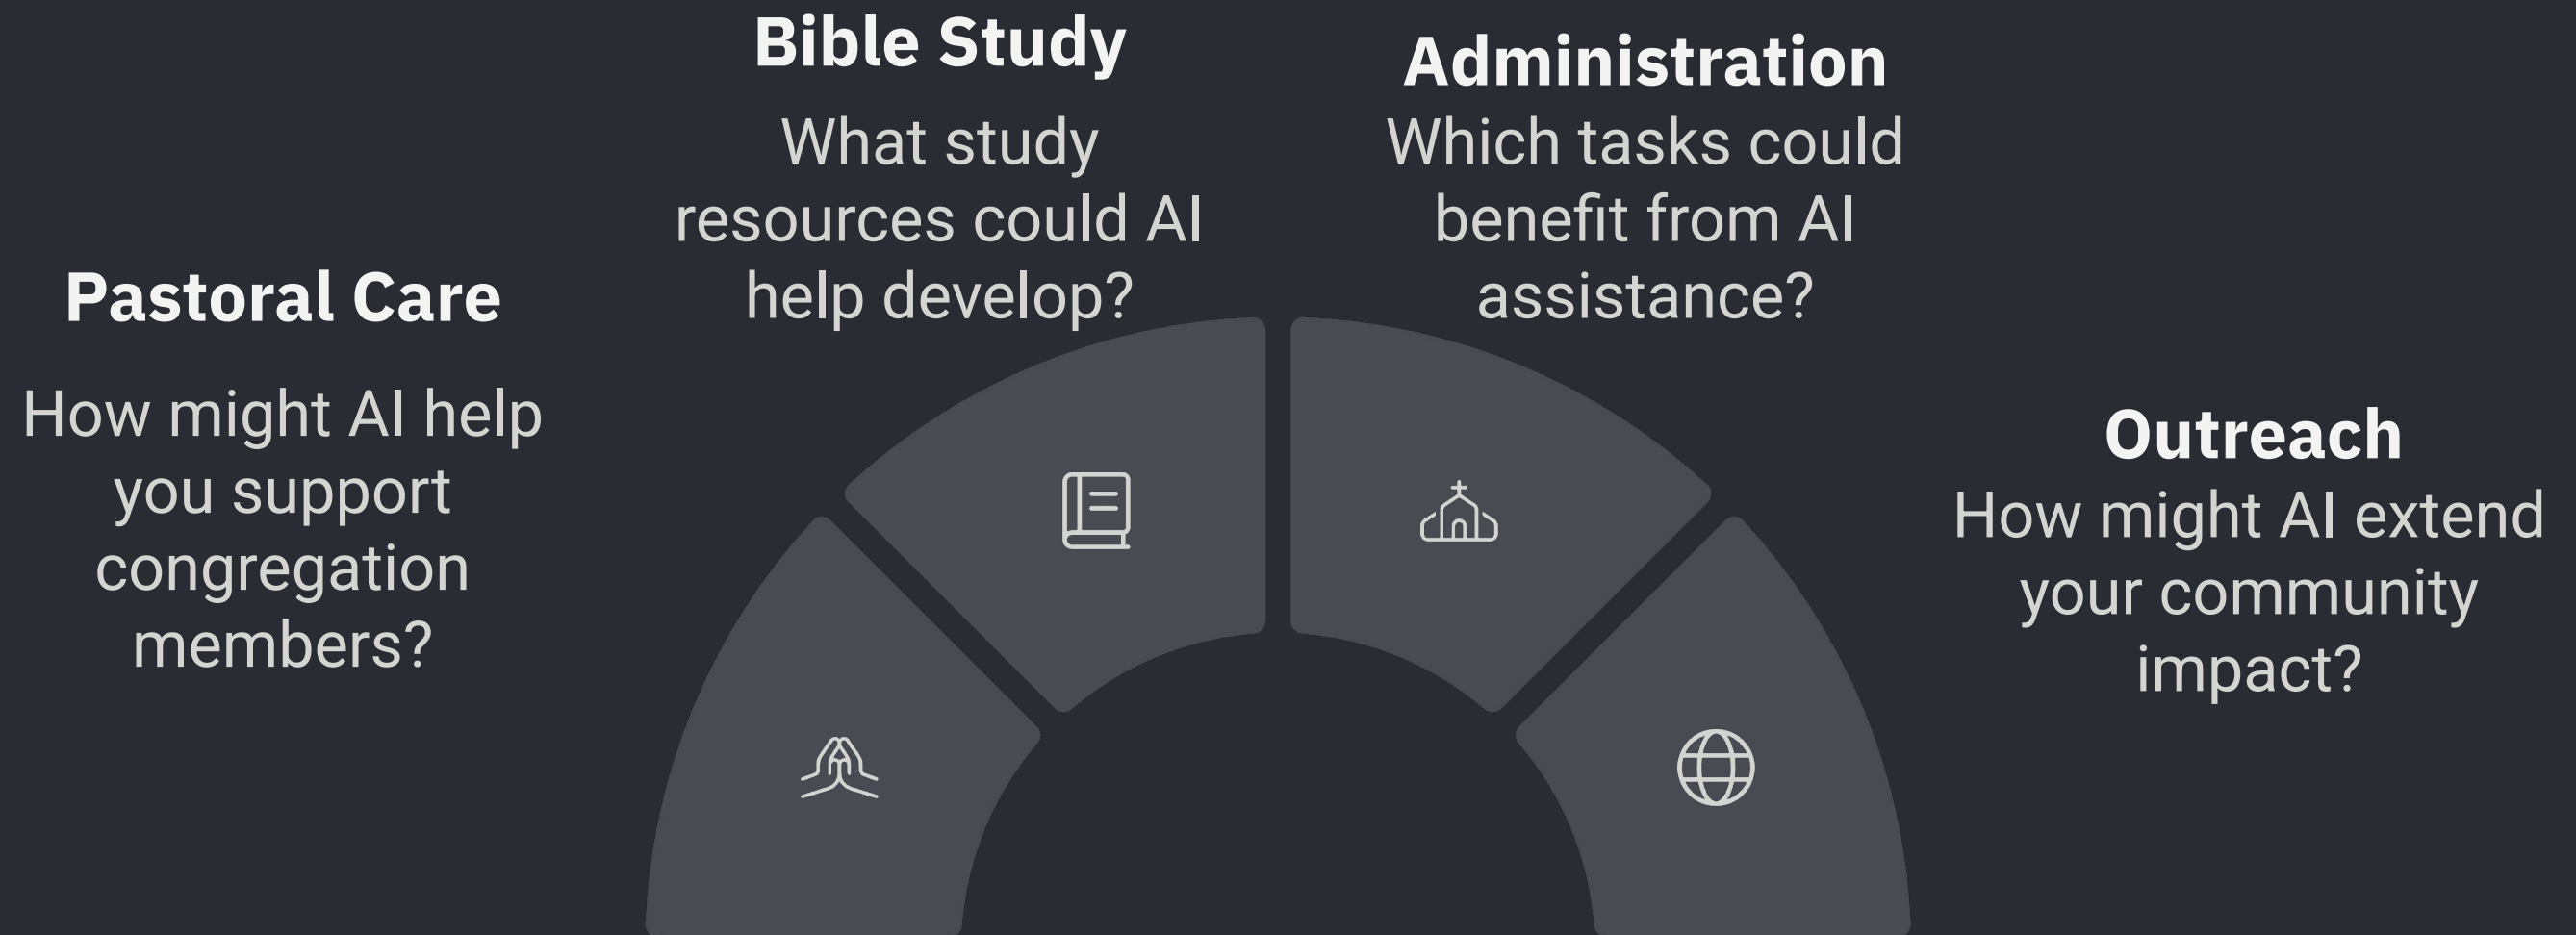 Pastoral Care
How might AI help
you support
congregation
members?
Bible Study
What study
resources could AI
help develop?
Administration
Which tasks could
benefit from AI
assistance?
Outreach
How might AI extend
your community
impact?